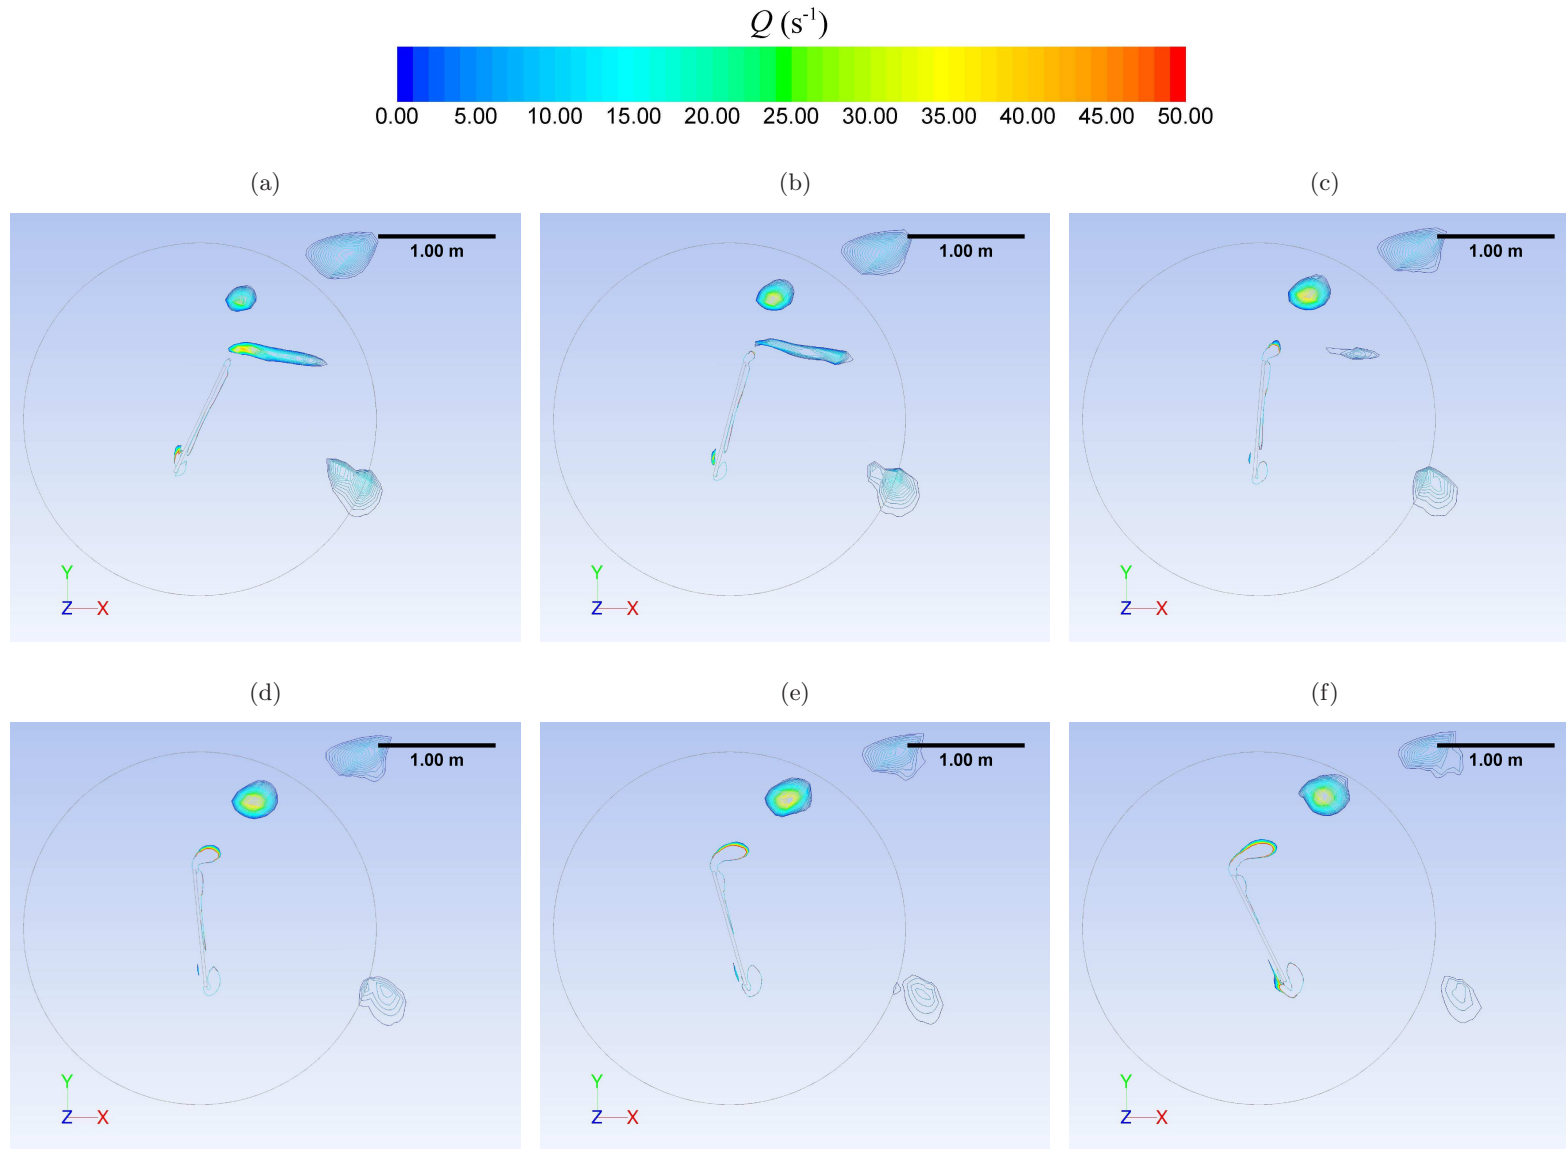 Q (s⁻¹)
0.00 5.00 10.00 15.00 20.00 25.00 30.00 35.00 40.00 45.00 50.00
(a) (b) (c)
1.00 m 1.00 m 1.00 m
Y Y Y
Z X Z X Z X
(d) (e) (f)
1.00 m 1.00 m 1.00 m
Y Y Y
Z X Z X Z X